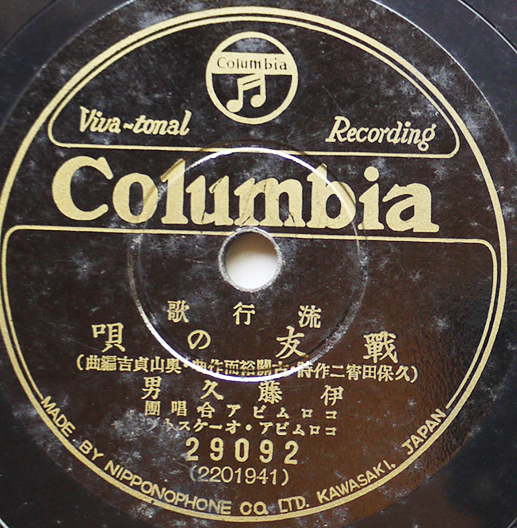 Columbia
Viva-tonal Recording
Columbia
流行歌
戰友の唄
(久保田宵二作詩・古關裕而作曲・奥山貞吉編曲)
伊藤久男
コロムビア合唱團
コロムビア・オーケストラ
29092
(2201941)
MADE BY NIPPONOPHONE CO. LTD. KAWASAKI, JAPAN